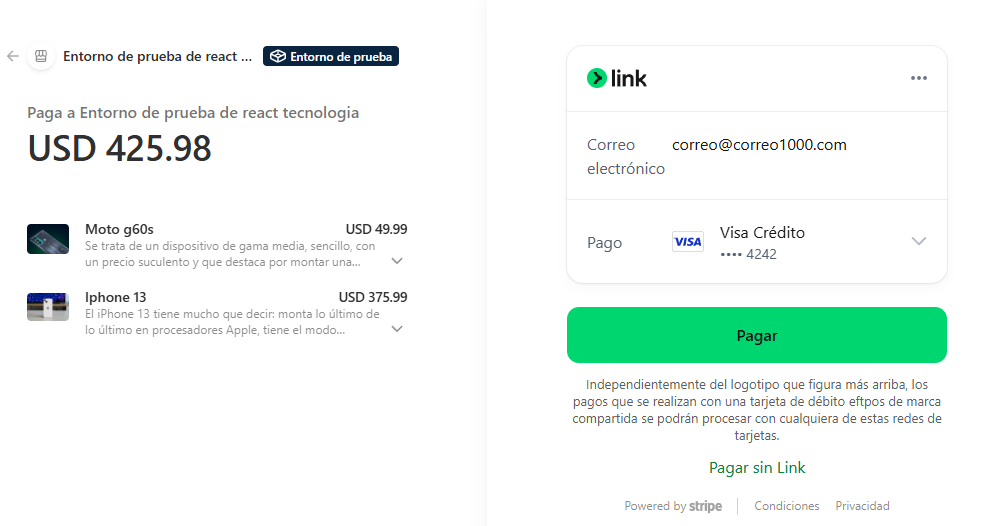 Entorno de prueba de react ... Entorno de prueba
Paga a Entorno de prueba de react tecnologia
USD 425.98
Moto g60s USD 49.99
Se trata de un dispositivo de gama media, sencillo, con
un precio suculento y que destaca por montar una...
Iphone 13 USD 375.99
El iPhone 13 tiene mucho que decir: monta lo último de
lo último en procesadores Apple, tiene el modo...
link
Correo correo@correo1000.com
electrónico
Pago VISA Visa Crédito
•••• 4242
Pagar
Independientemente del logotipo que figura más arriba, los
pagos que se realizan con una tarjeta de débito eftpos de marca
compartida se podrán procesar con cualquiera de estas redes de
tarjetas.
Pagar sin Link
Powered by stripe Condiciones Privacidad